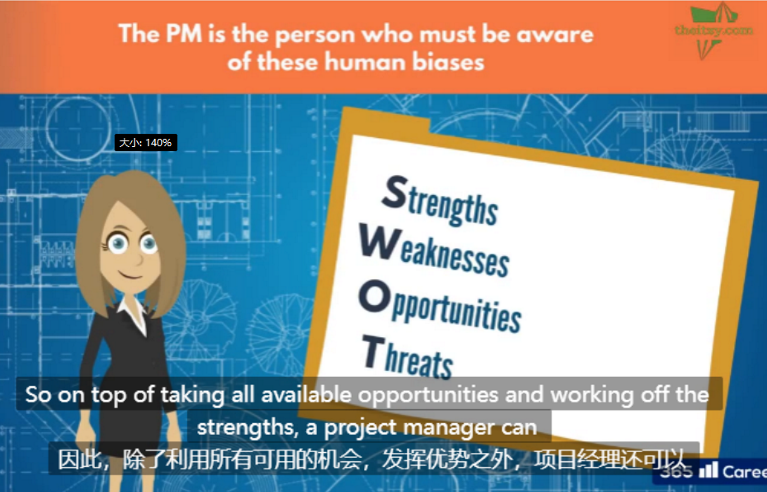 The PM is the person who must be aware
of these human biases
theitsy.com
大小: 140%
Strengths
Weaknesses
Opportunities
Threats
So on top of taking all available opportunities and working off the
strengths, a project manager can
因此，除了利用所有可用的机会，发挥优势之外，项目经理还可以
365 Caree